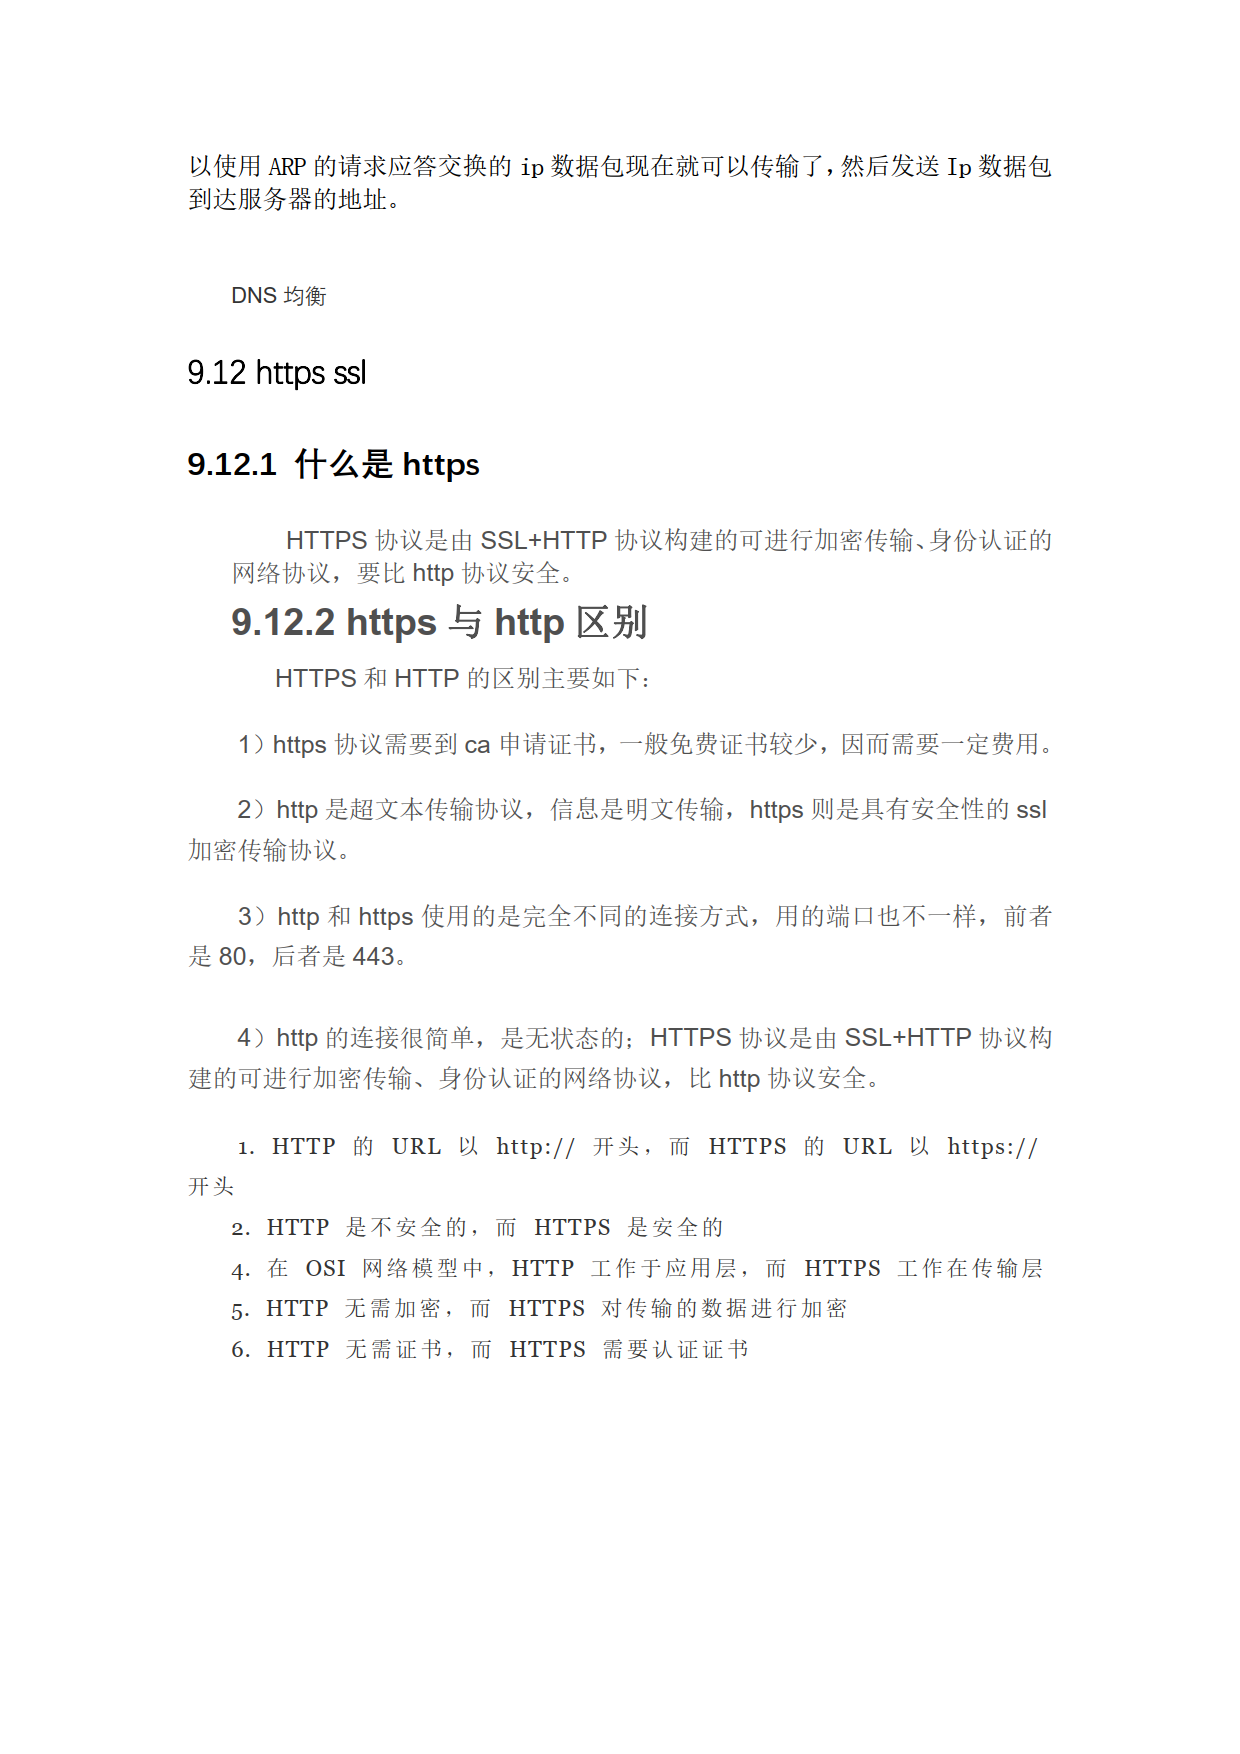 以使用 ARP 的请求应答交换的 ip 数据包现在就可以传输了，然后发送 Ip 数据包
到达服务器的地址。
DNS 均衡
9.12 https ssl
9.12.1 什么是 https
HTTPS 协议是由 SSL+HTTP 协议构建的可进行加密传输、身份认证的
网络协议，要比 http 协议安全。
9.12.2 https 与 http 区别
HTTPS 和 HTTP 的区别主要如下：
1）https 协议需要到 ca 申请证书，一般免费证书较少，因而需要一定费用。
2）http 是超文本传输协议，信息是明文传输，https 则是具有安全性的 ssl
加密传输协议。
3）http 和 https 使用的是完全不同的连接方式，用的端口也不一样，前者
是 80，后者是 443。
4）http 的连接很简单，是无状态的；HTTPS 协议是由 SSL+HTTP 协议构
建的可进行加密传输、身份认证的网络协议，比 http 协议安全。
1. HTTP 的 URL 以 http:// 开头，而 HTTPS 的 URL 以 https://
开头
2. HTTP 是不安全的，而 HTTPS 是安全的
4. 在 OSI 网络模型中，HTTP 工作于应用层，而 HTTPS 工作在传输层
5. HTTP 无需加密，而 HTTPS 对传输的数据进行加密
6. HTTP 无需证书，而 HTTPS 需要认证证书